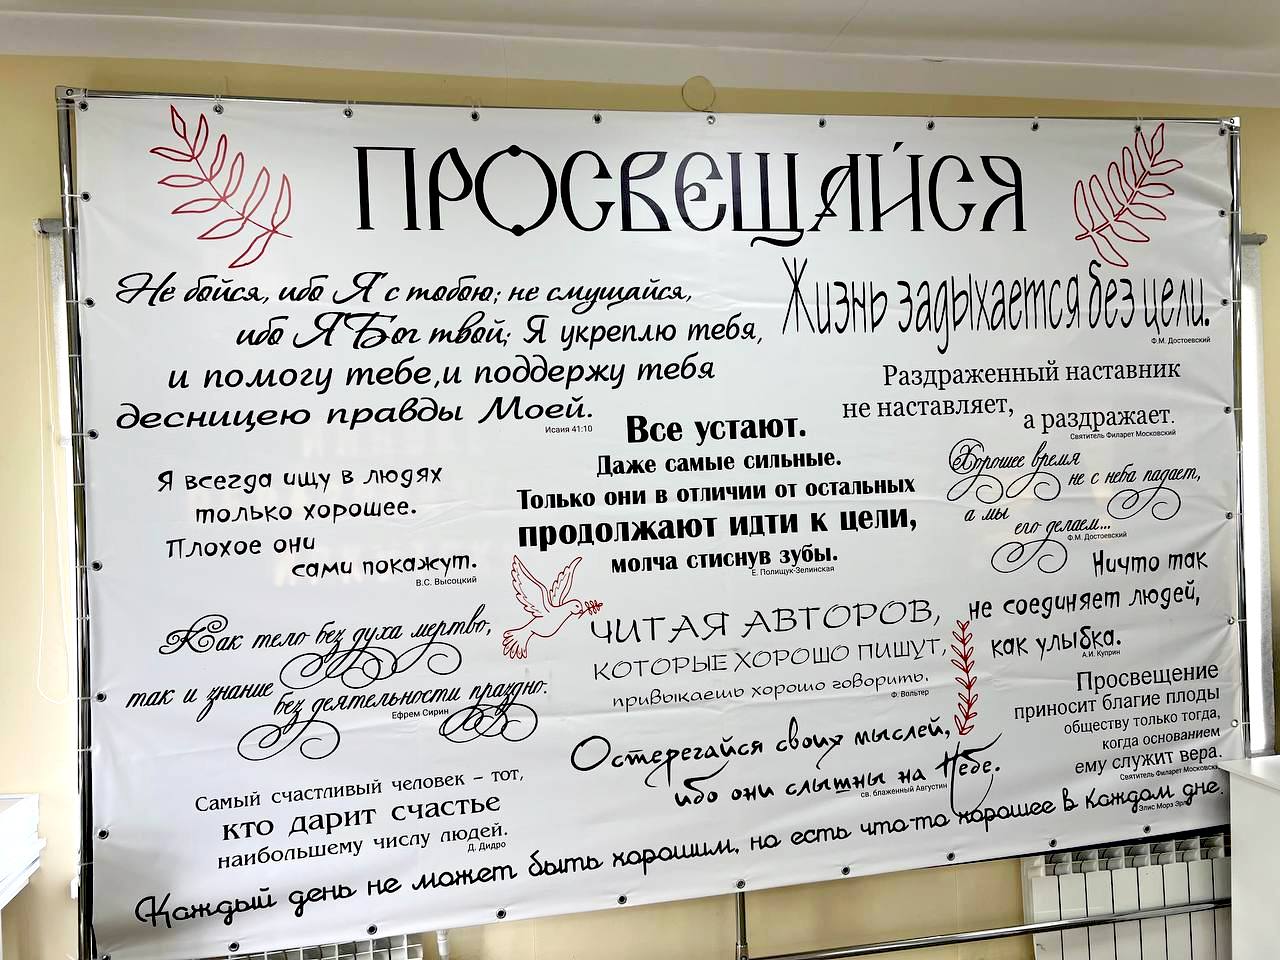 ПРОСВЕЩАЙСЯ
Не бойся, ибо Я с тобою; не смущайся,
ибо Я Бог твой; Я укреплю тебя,
и помогу тебе,и поддержу тебя
десницею правды Моей.
Исаия 41:10
Жизнь задыхается без цели.
Ф.М. Достоевский
Раздраженный наставник
не наставляет,
а раздражает.
Святитель Филарет Московский
Все устают.
Даже самые сильные.
Только они в отличии от остальных
продолжают идти к цели,
молча стиснув зубы.
Е. Полищук-Зелинская
Хорошее время
не с неба падает,
а мы
его делаем...
Ф.М. Достоевский
Я всегда ищу в людях
только хорошее.
Плохое они
сами покажут.
В.С. Высоцкий
Ничто так
не соединяет людей,
как улыбка.
А.И. Куприн
Как тело без духа мертво,
так и знание
без деятельности праздно.
Ефрем Сирин
ЧИТАЯ АВТОРОВ,
КОТОРЫЕ ХОРОШО ПИШУТ,
привыкаешь хорошо говорить.
Ф. Вольтер
Просвещение
приносит благие плоды
обществу только тогда,
когда основанием
ему служит вера.
Святитель Филарет Московск
Остерегайся своих мыслей,
ибо они слышны на Небе.
св. блаженный Августин
Самый счастливый человек – тот,
кто дарит счастье
наибольшему числу людей.
Д. Дидро
Каждый день не может быть хорошим, но есть что-то хорошее в каждом дне.
Элис Морз